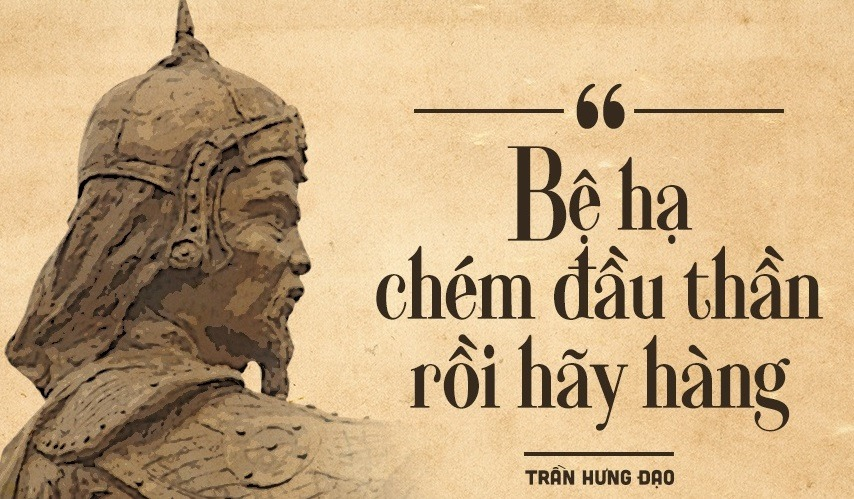 “
Bệ hạ
chém đầu thần
rồi hãy hàng
TRẦN HƯNG ĐẠO